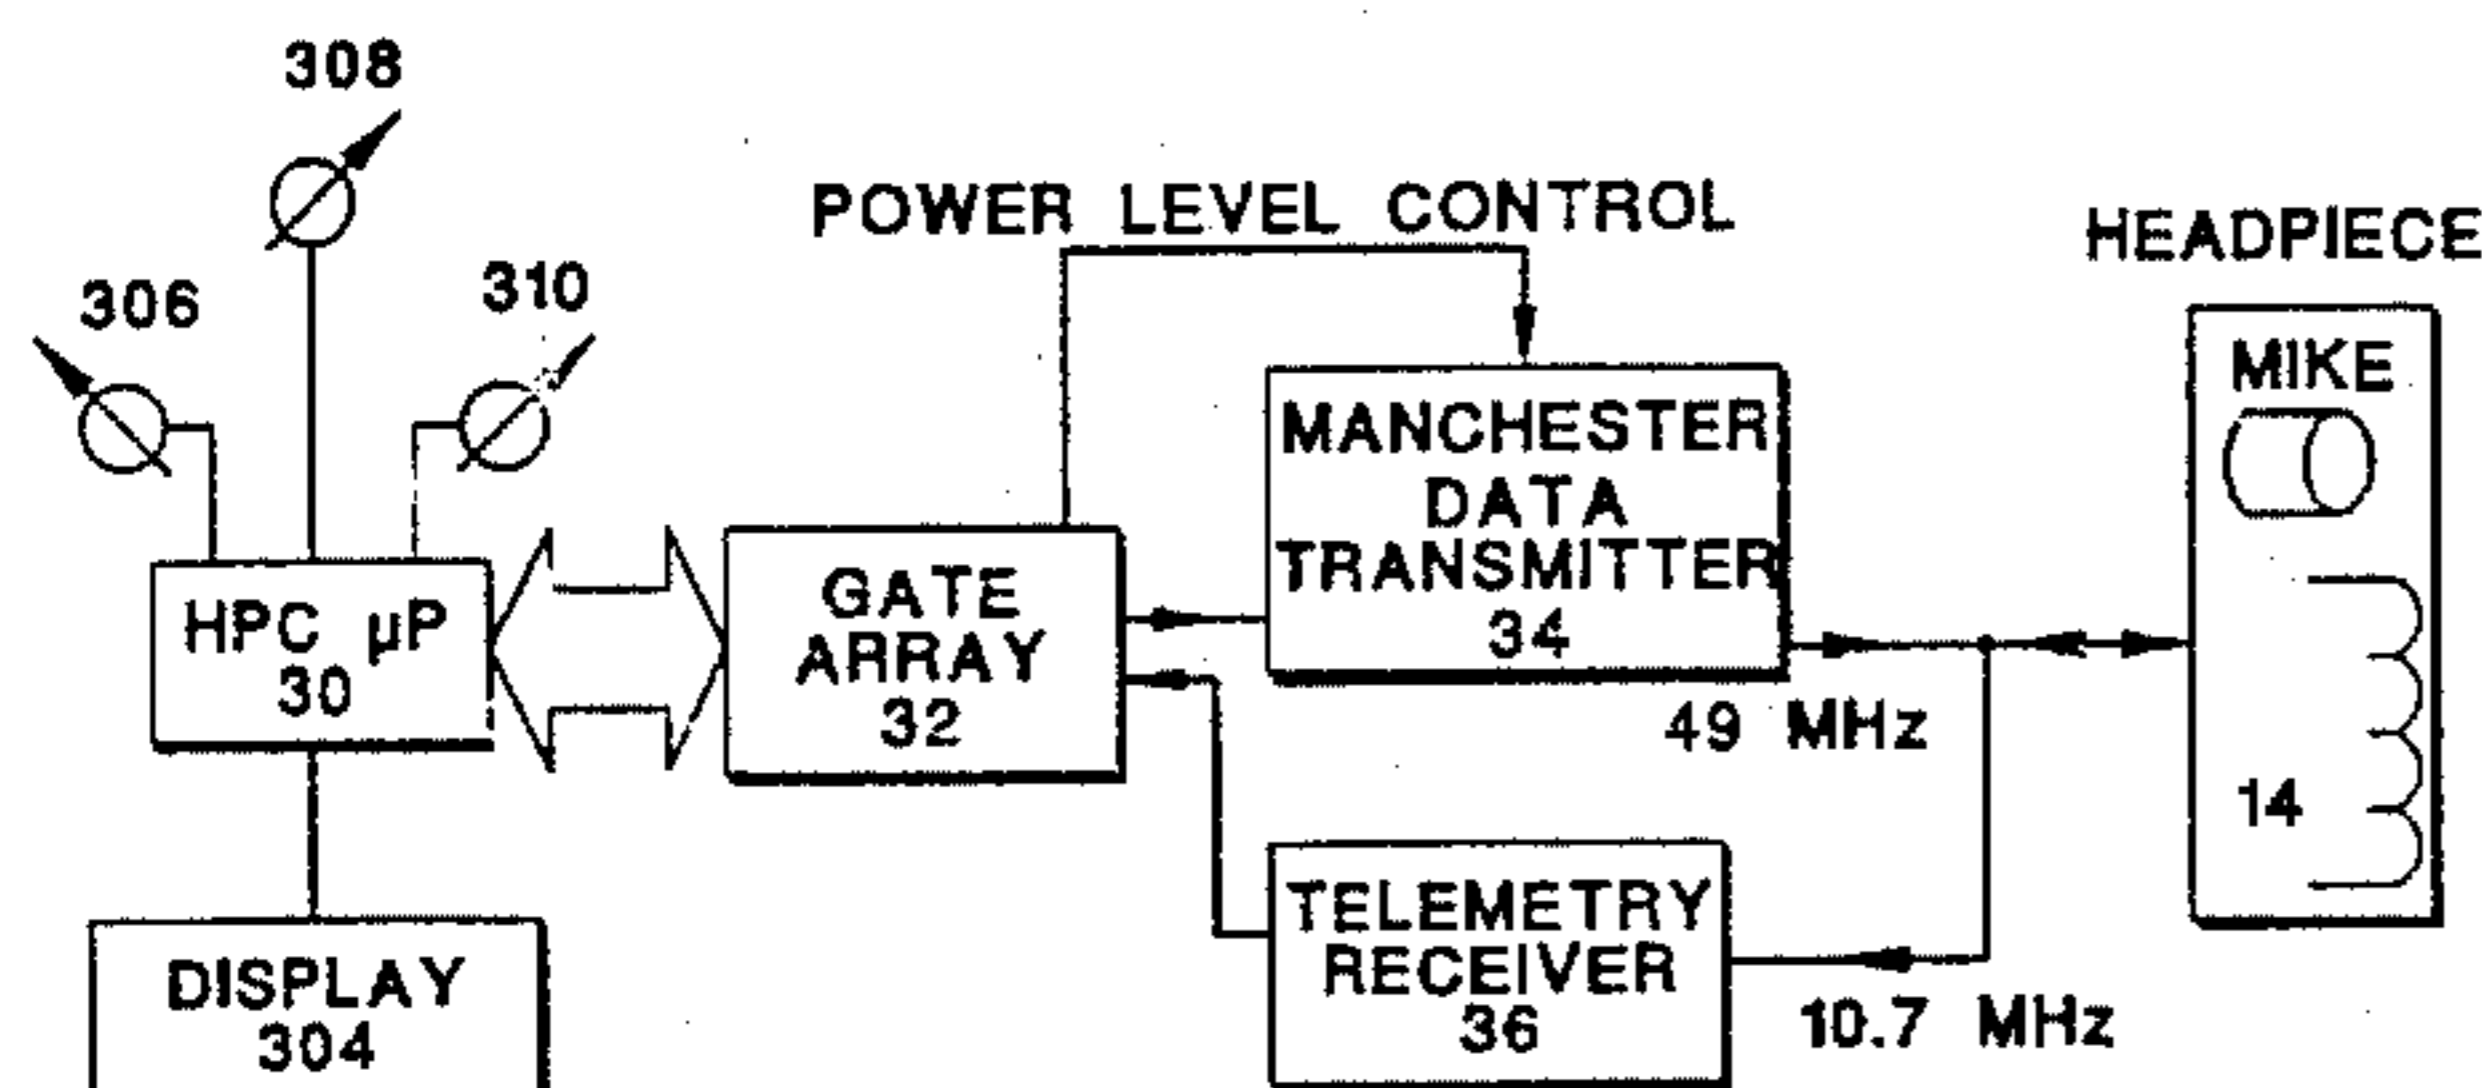 308
306
310
POWER LEVEL CONTROL
HEADPIECE
MIKE
MANCHESTER
DATA
TRANSMITTER
34
HPC µP
30
GATE
ARRAY
32
49 MHz
14
TELEMETRY
RECEIVER
36
10.7 MHz
DISPLAY
304